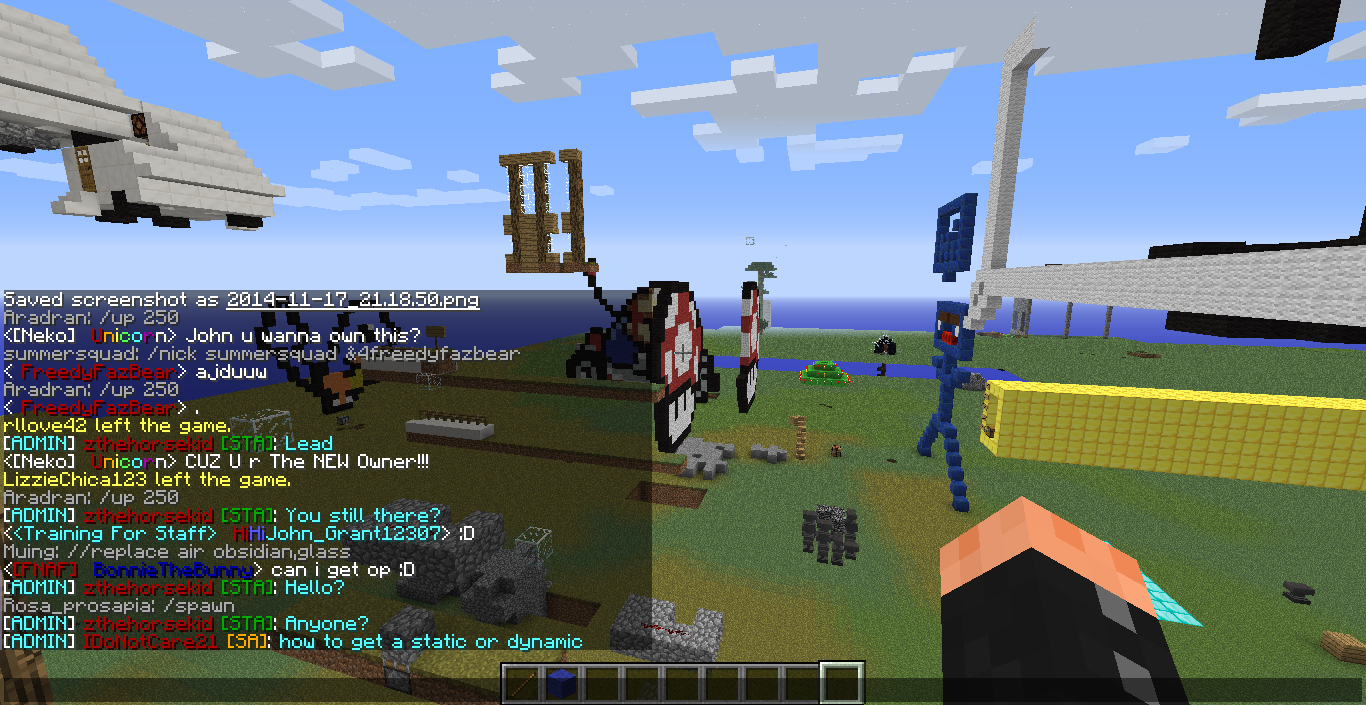 Saved screenshot as 2014-11-17_21.18.50.png
Aradran: /up 250
<[Neko] Unicorn> John u wanna own this?
summersquad: /nick summersquad &4freedyfazbear
< FreedyFazBear> ajduuw
Aradran: /up 250
< FreedyFazBear> .
rllove42 left the game.
[ADMIN] zthehorsekid [STA]: Lead
<[Neko] Unicorn> CUZ U r The NEW Owner!!!
LizzieChica123 left the game.
Aradran: /up 250
[ADMIN] zthehorsekid [STA]: You still there?
<<Training For Staff> HiHiJohn_Grant12307> :D
Muing: //replace air obsidian,glass
<[FNAF] BonnieTheBunny> can i get op :D
[ADMIN] zthehorsekid [STA]: Hello?
Rosa_prosapia: /spawn
[ADMIN] zthehorsekid [STA]: Anyone?
[ADMIN] IDoNotCare21 [SA]: how to get a static or dynamic